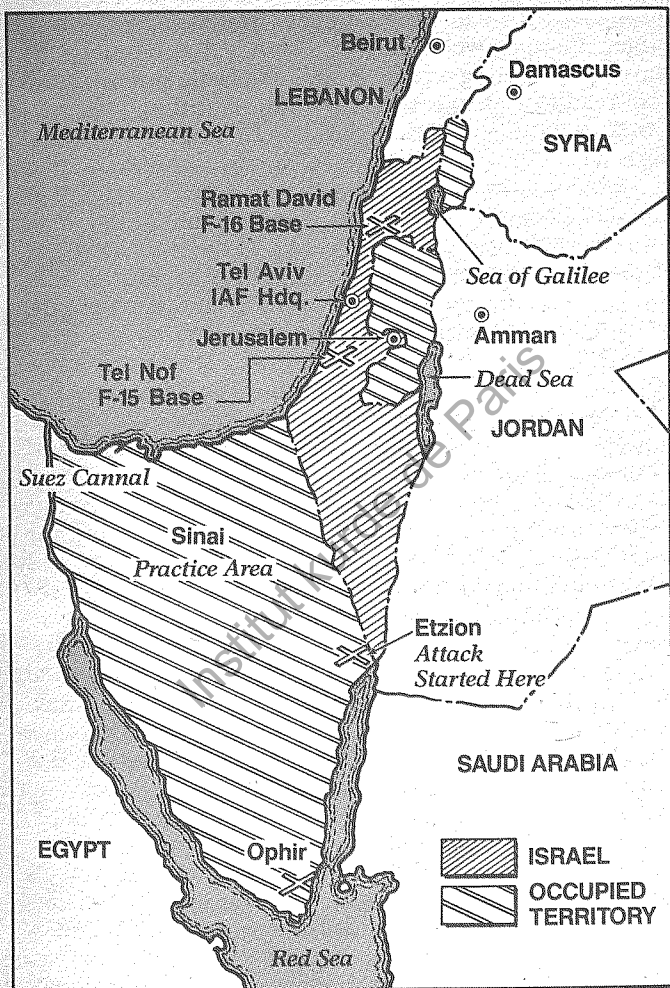 Beirut
Damascus
LEBANON
Mediterranean Sea
SYRIA
Ramat David
F-16 Base
Sea of Galilee
Tel Aviv
IAF Hdq.
Jerusalem
Amman
Tel Nof
F-15 Base
Dead Sea
JORDAN
Suez Cannal
Sinai
Practice Area
Etzion
Attack
Started Here
SAUDI ARABIA
EGYPT
Ophir
ISRAEL
OCCUPIED
TERRITORY
Red Sea
Institut kurde de Paris